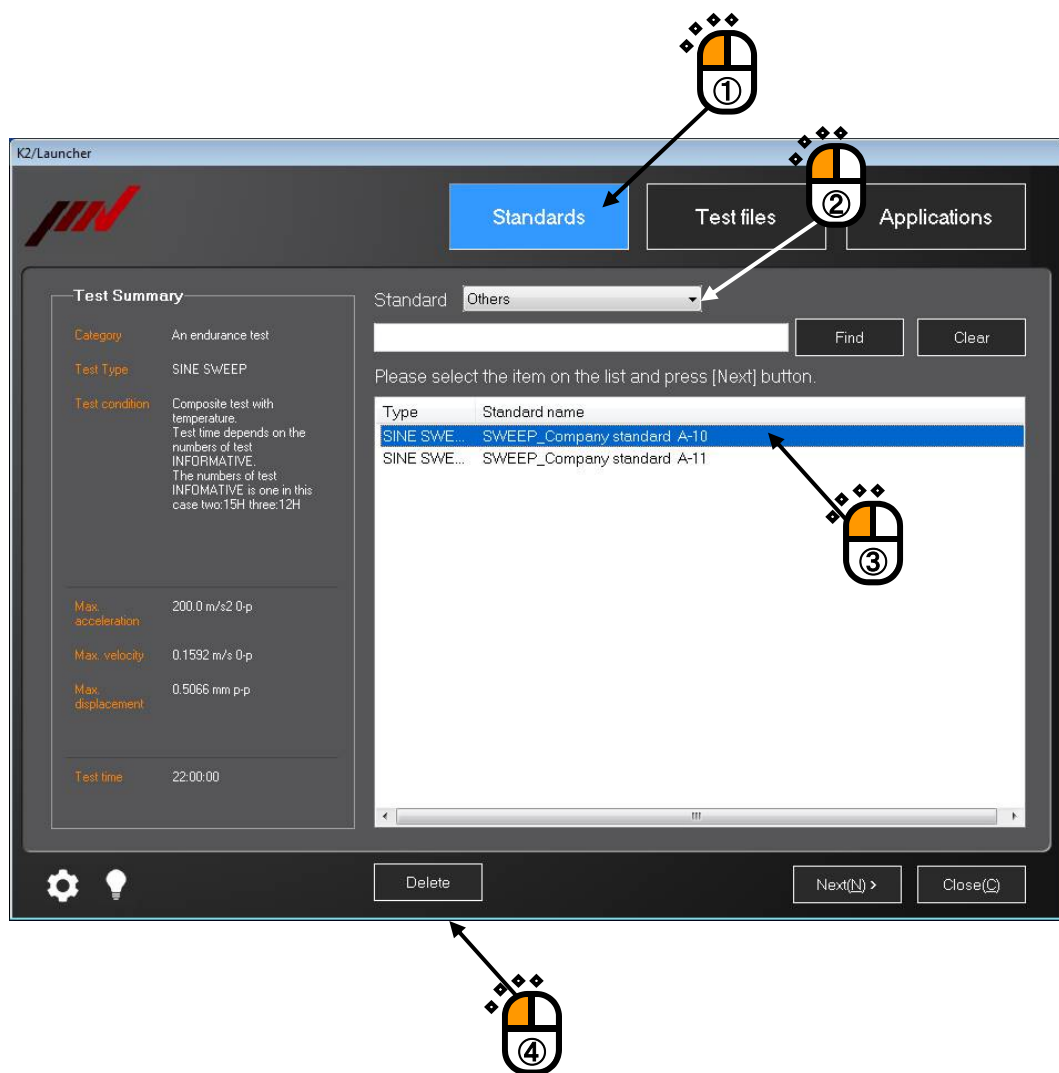 ①
K2/Launcher
②
Standards
Test files
Applications
Test Summary
Standard
Others
Category
An endurance test
Find
Clear
Test Type
SINE SWEEP
Please select the item on the list and press [Next] button.
Test condition
Composite test with
temperature.
Test time depends on the
numbers of test
INFORMATIVE.
The numbers of test
INFOMATIVE is one in this
case two:15H three:12H
Type
Standard name
SINE SWE...
SWEEP_Company standard A-10
SINE SWE...
SWEEP_Company standard A-11
③
Max.
acceleration
200.0 m/s2 0-p
Max. velocity
0.1592 m/s 0-p
Max.
displacement
0.5066 mm p-p
Test time
22:00:00
Delete
Next(N) >
Close(C)
④